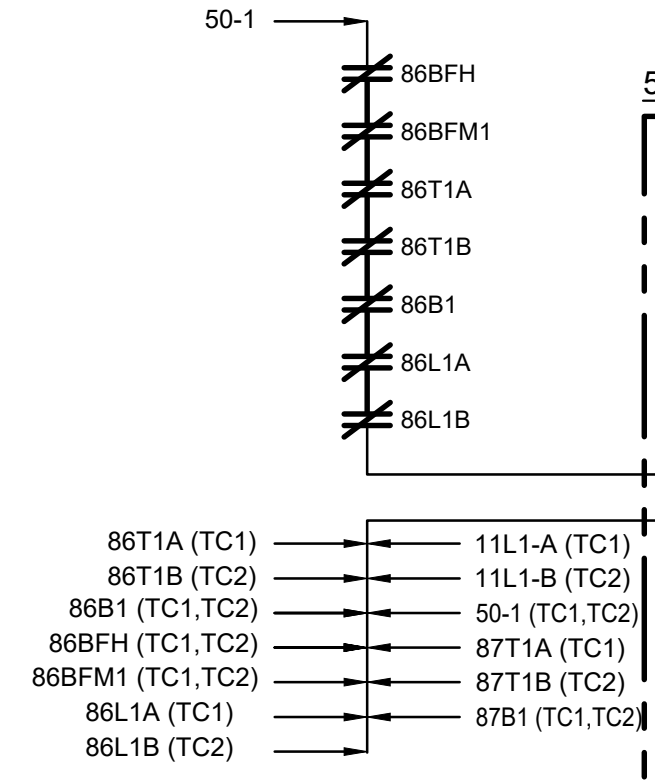 50-1
86BFH
5
86BFM1
86T1A
86T1B
86B1
86L1A
86L1B
86T1A (TC1)
11L1-A (TC1)
86T1B (TC2)
11L1-B (TC2)
86B1 (TC1,TC2)
50-1 (TC1,TC2)
86BFH (TC1,TC2)
87T1A (TC1)
86BFM1 (TC1,TC2)
87T1B (TC2)
86L1A (TC1)
87B1 (TC1,TC2)
86L1B (TC2)